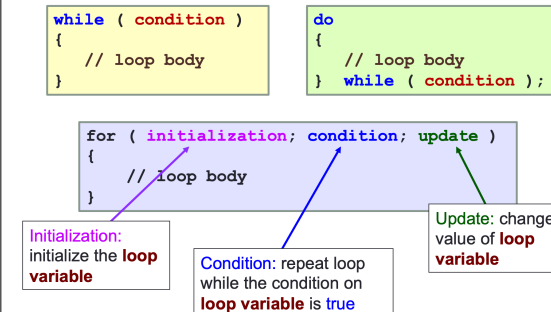 while ( condition )
{
// loop body
}
do
{
// loop body
} while ( condition );
for ( initialization; condition; update )
{
// loop body
}
Initialization:
initialize the loop
variable
Condition: repeat loop
while the condition on
loop variable is true
Update: change
value of loop
variable